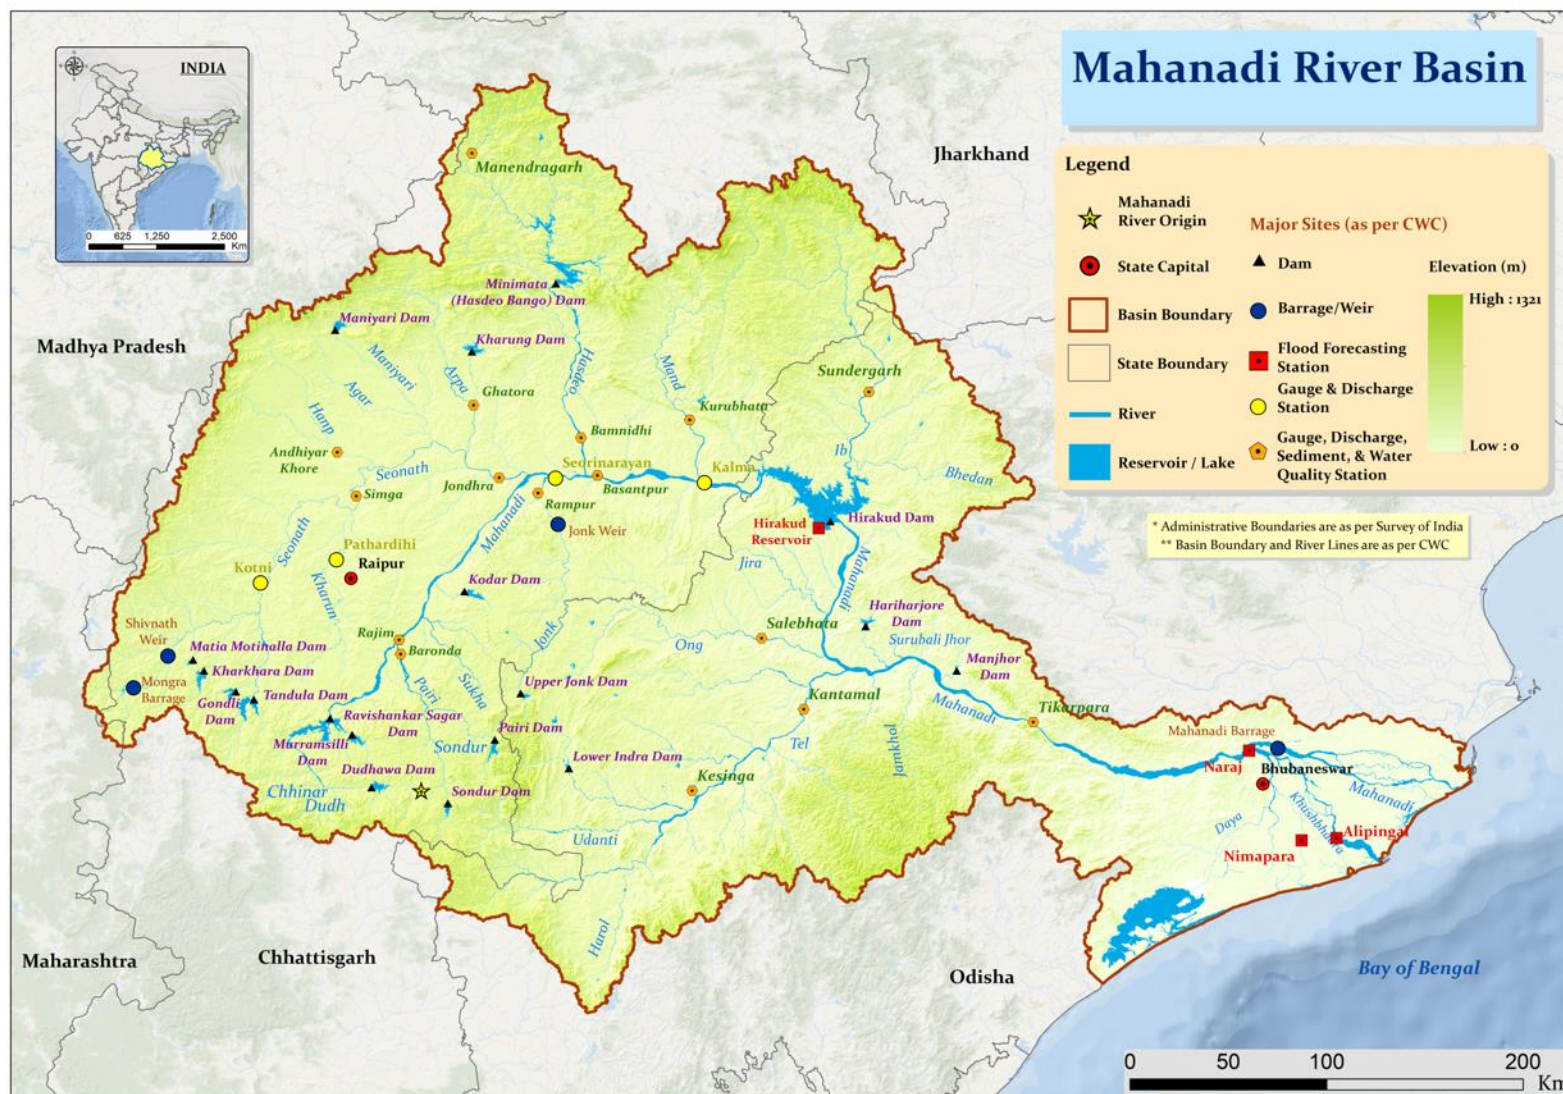 Mahanadi River Basin
INDIA
0 625 1,250 2,500
Km
Legend
Mahanadi
River Origin
State Capital
Basin Boundary
State Boundary
River
Reservoir / Lake
Major Sites (as per CWC)
Dam
Barrage/Weir
Flood Forecasting
Station
Gauge & Discharge
Station
Gauge, Discharge,
Sediment, & Water
Quality Station
Elevation (m)
High : 1321
Low : 0
* Administrative Boundaries are as per Survey of India
** Basin Boundary and River Lines are as per CWC
Jharkhand
Madhya Pradesh
Maharashtra
Chhattisgarh
Odisha
Bay of Bengal
Manendragarh
Minimata
(Hasdeo Bango) Dam
Maniyari Dam
Kharung Dam
Maniyari
Agar
Hanp
Arpa
Hasdeo
Mand
Ghatora
Kurubhata
Sundergarh
Bamnidhi
Andhiyar
Khore
Seonath
Simga
Jondhra
Seorinarayan
Basantpur
Rampur
Kalma
Ib
Bhedan
Jonk Weir
Mahanadi
Hirakud
Reservoir
Hirakud Dam
Mahanadi
Jira
Seonath
Pathardihi
Raipur
Kotni
Kharun
Kodar Dam
Hariharjore
Dam
Surubali Jhor
Salebhata
Ong
Jonk
Shivnath
Weir
Matia Motinalla Dam
Kharkhara Dam
Mongra
Barrage
Gondli
Dam
Tandula Dam
Rajim
Baronda
Pairi
Sukha
Upper Jonk Dam
Manjhor
Dam
Kantamal
Mahanadi
Tikarpara
Ravishankar Sagar
Dam
Murramsilli
Dam
Sondur
Pairi Dam
Lower Indra Dam
Tel
Jamkhol
Dudhawa Dam
Chhinar
Dudh
Sondur Dam
Kesinga
Udanti
Harol
Mahanadi Barrage
Naraj
Bhubaneswar
Mahanadi
Khushbhadra
Daya
Alipingal
Nimapara
0 50 100 200
Km